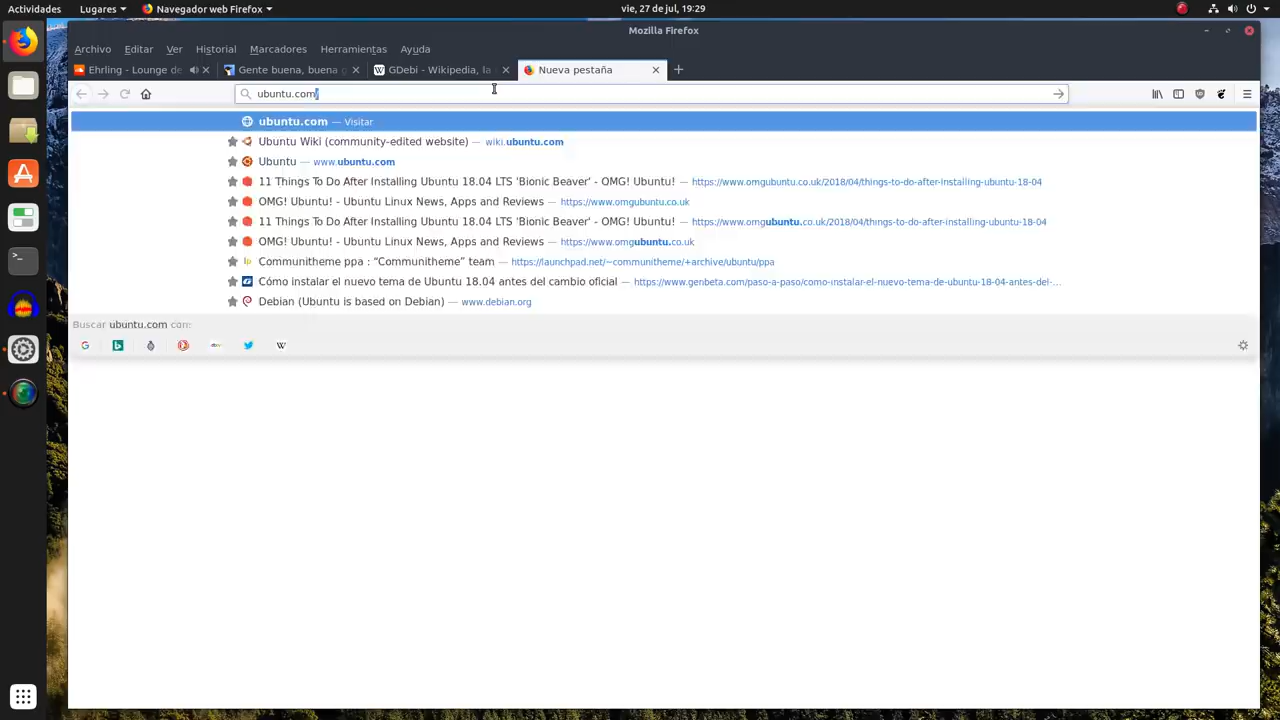 Actividades Lugares Navegador web Firefox vie, 27 de jul, 19:29
Mozilla Firefox
Archivo Editar Ver Historial Marcadores Herramientas Ayuda
Ehrling - Lounge de Gente buena, buena g GDebi - Wikipedia, la Nueva pestaña
ubuntu.com/
ubuntu.com — Visitar
Ubuntu Wiki (community-edited website) — wiki.ubuntu.com
Ubuntu — www.ubuntu.com
11 Things To Do After Installing Ubuntu 18.04 LTS 'Bionic Beaver' - OMG! Ubuntu! — https://www.omgubuntu.co.uk/2018/04/things-to-do-after-installing-ubuntu-18-04
OMG! Ubuntu! - Ubuntu Linux News, Apps and Reviews — https://www.omgubuntu.co.uk
11 Things To Do After Installing Ubuntu 18.04 LTS 'Bionic Beaver' - OMG! Ubuntu! — https://www.omgubuntu.co.uk/2018/04/things-to-do-after-installing-ubuntu-18-04
OMG! Ubuntu! - Ubuntu Linux News, Apps and Reviews — https://www.omgubuntu.co.uk
Communitheme ppa : “Communitheme” team — https://launchpad.net/~communitheme/+archive/ubuntu/ppa
Cómo instalar el nuevo tema de Ubuntu 18.04 antes del cambio oficial — https://www.genbeta.com/paso-a-paso/como-instalar-el-nuevo-tema-de-ubuntu-18-04-antes-del-...
Debian (Ubuntu is based on Debian) — www.debian.org
Buscar ubuntu.com con: